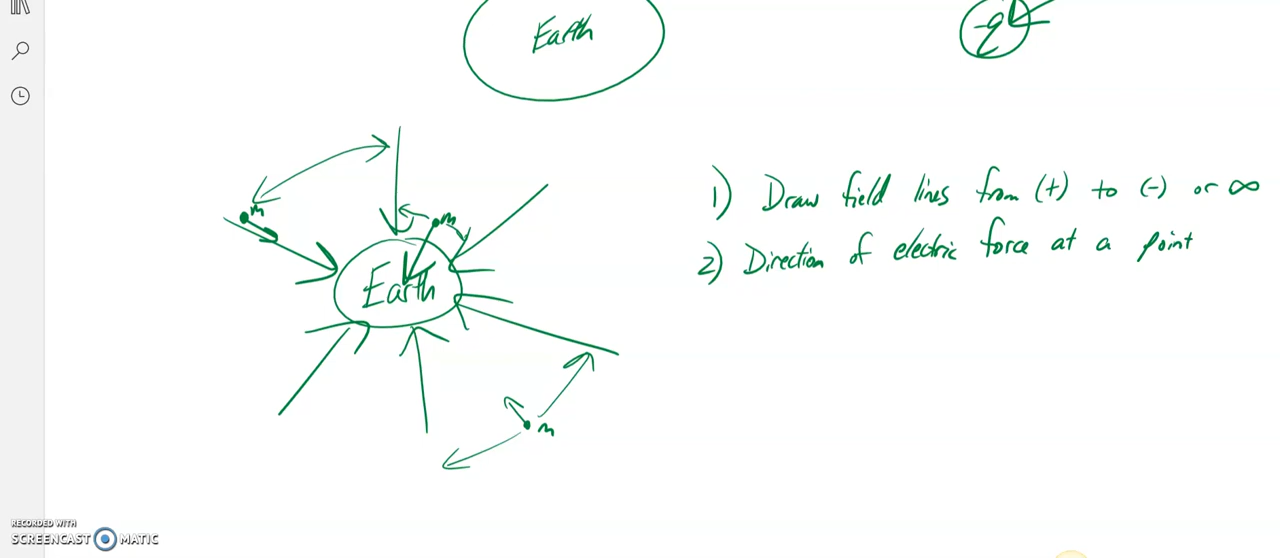 Earth
-q
1) Draw field lines from (+) to (-) or ∞
2) Direction of electric force at a point
m
m
Earth
m
RECORDED WITH
SCREENCAST MATIC